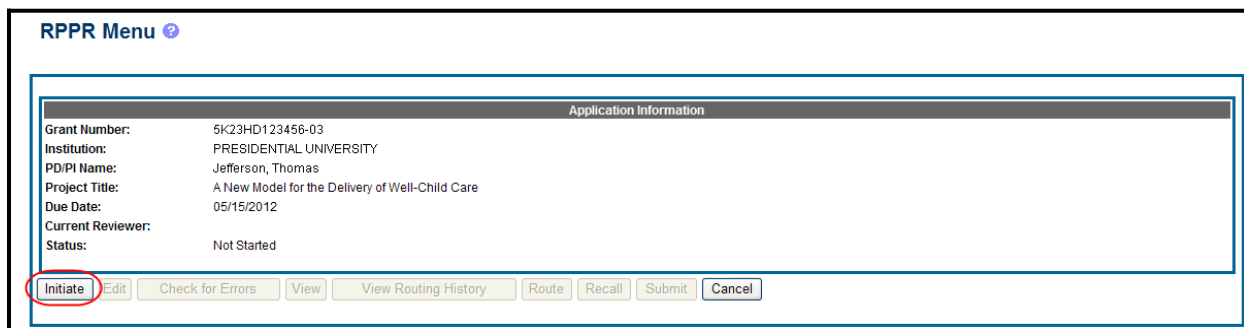 RPPR Menu ?
Application Information
Grant Number: 5K23HD123456-03
Institution: PRESIDENTIAL UNIVERSITY
PD/PI Name: Jefferson, Thomas
Project Title: A New Model for the Delivery of Well-Child Care
Due Date: 05/15/2012
Current Reviewer:
Status: Not Started
Initiate Edit Check for Errors View View Routing History Route Recall Submit Cancel